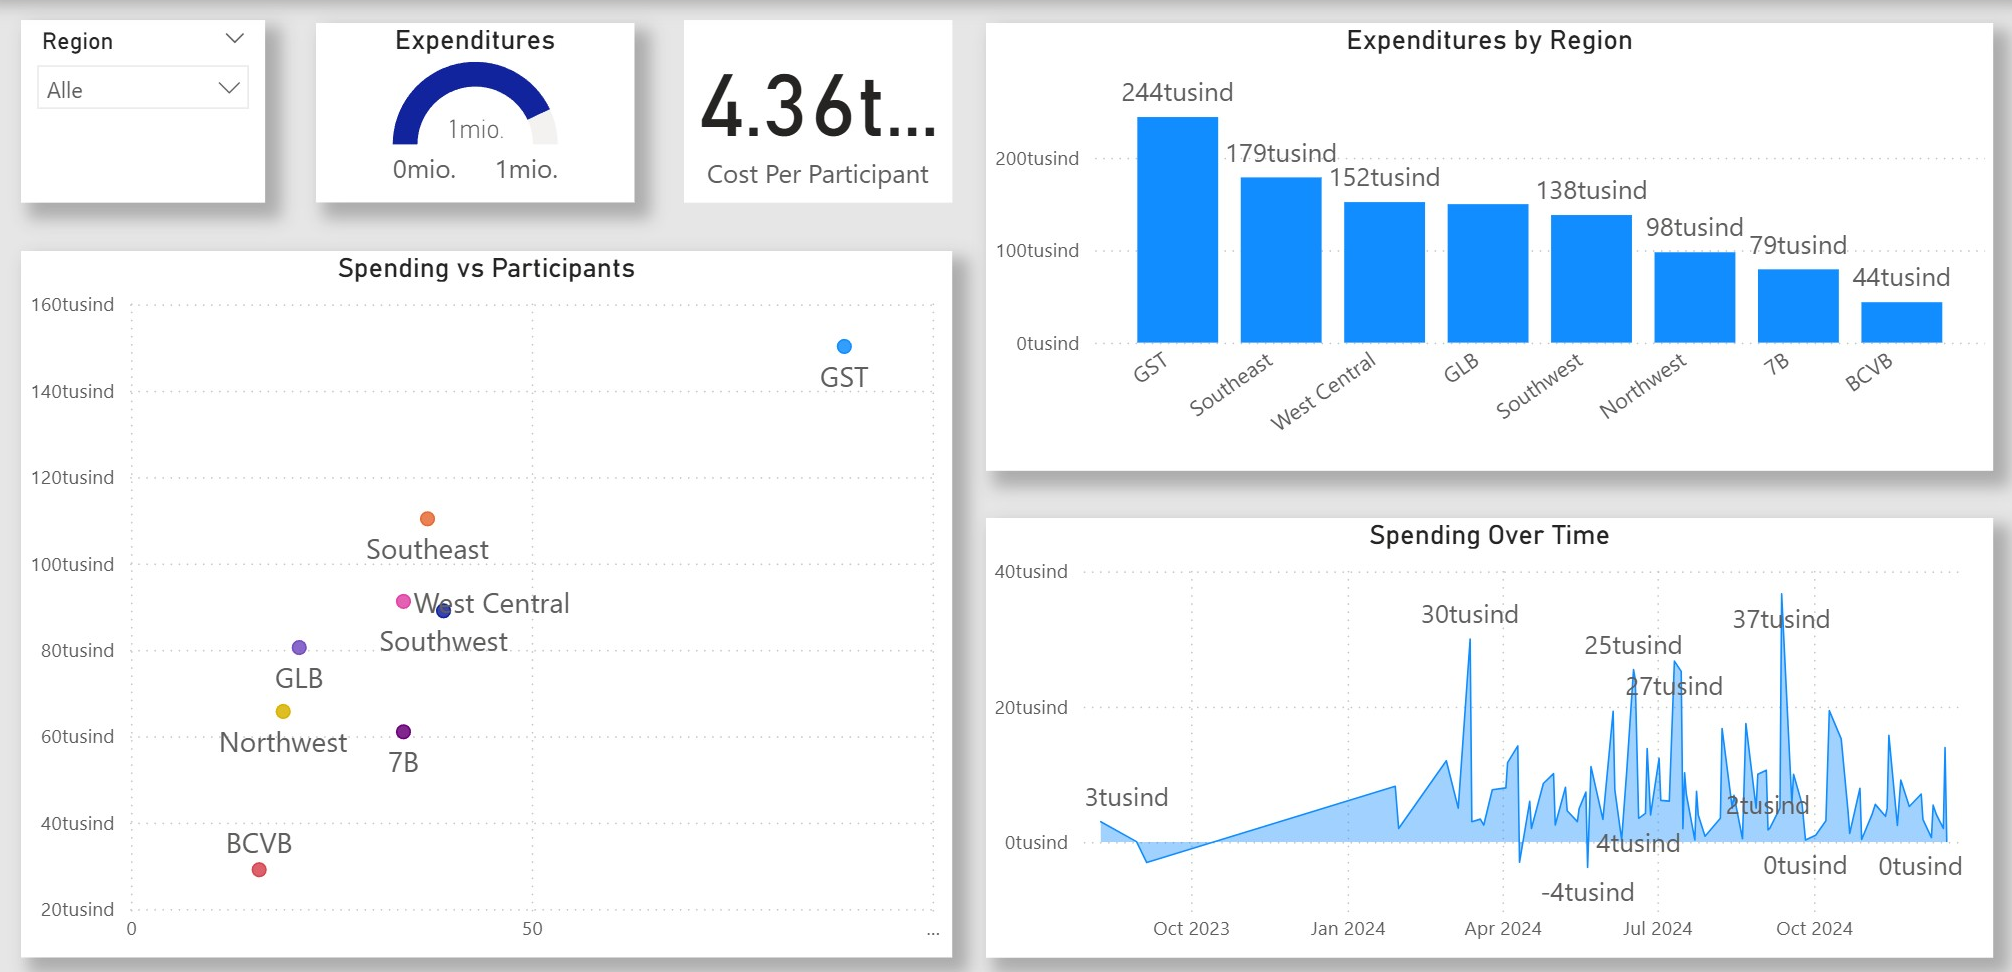 Region
Alle
Expenditures
1mio.
0mio.
1mio.
4.36t...
Cost Per Participant
Expenditures by Region
244tusind
179tusind
152tusind
138tusind
98tusind
79tusind
44tusind
200tusind
100tusind
0tusind
GST
Southeast
West Central
GLB
Southwest
Northwest
7B
BCVB
Spending vs Participants
160tusind
140tusind
120tusind
100tusind
80tusind
60tusind
40tusind
20tusind
GST
Southeast
West Central
Southwest
GLB
Northwest
7B
BCVB
0
50
...
Spending Over Time
40tusind
20tusind
0tusind
3tusind
30tusind
25tusind
27tusind
37tusind
2tusind
4tusind
-4tusind
0tusind
0tusind
Oct 2023
Jan 2024
Apr 2024
Jul 2024
Oct 2024